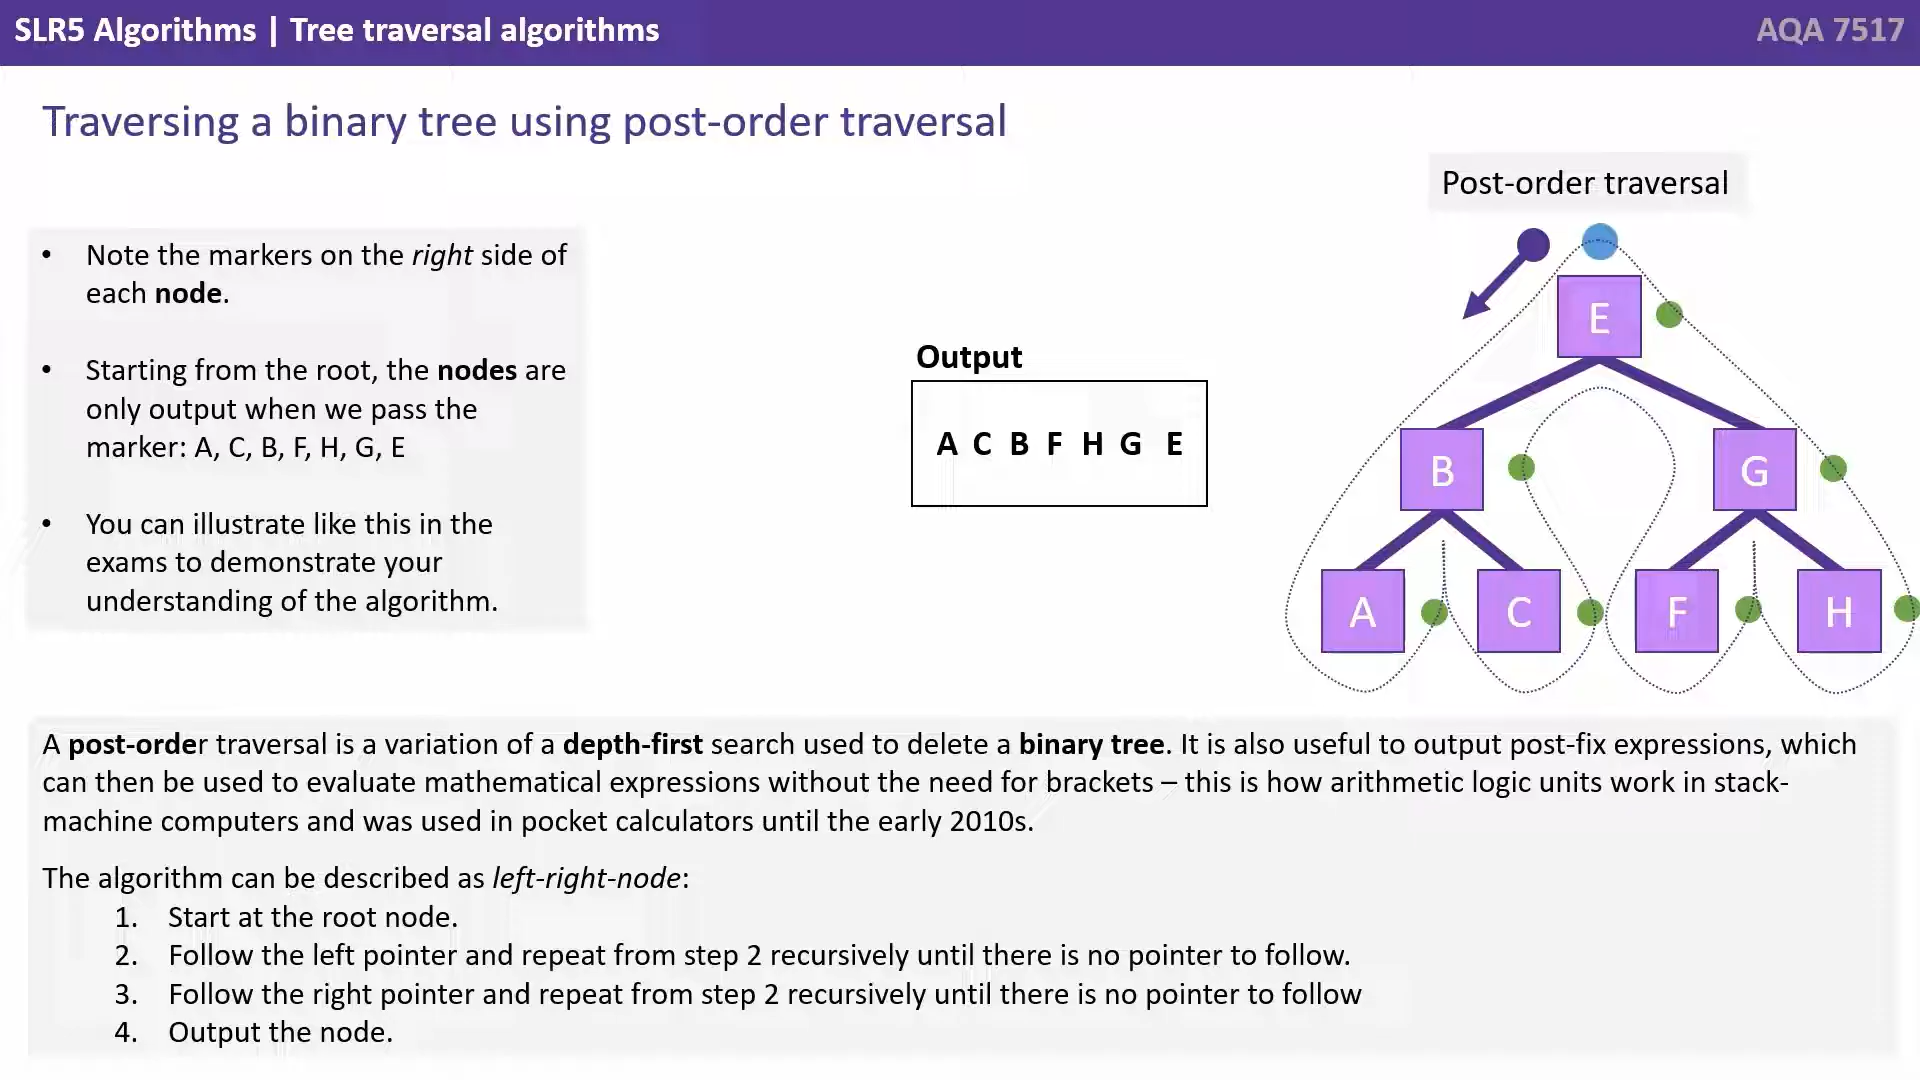 SLR5 Algorithms | Tree traversal algorithms
AQA 7517
Traversing a binary tree using post-order traversal
• Note the markers on the right side of
each node.
• Starting from the root, the nodes are
only output when we pass the
marker: A, C, B, F, H, G, E
• You can illustrate like this in the
exams to demonstrate your
understanding of the algorithm.
Output
A C B F H G E
Post-order traversal
E
B G
A C F H
A post-order traversal is a variation of a depth-first search used to delete a binary tree. It is also useful to output post-fix expressions, which
can then be used to evaluate mathematical expressions without the need for brackets – this is how arithmetic logic units work in stack-
machine computers and was used in pocket calculators until the early 2010s.
The algorithm can be described as left-right-node:
1. Start at the root node.
2. Follow the left pointer and repeat from step 2 recursively until there is no pointer to follow.
3. Follow the right pointer and repeat from step 2 recursively until there is no pointer to follow
4. Output the node.